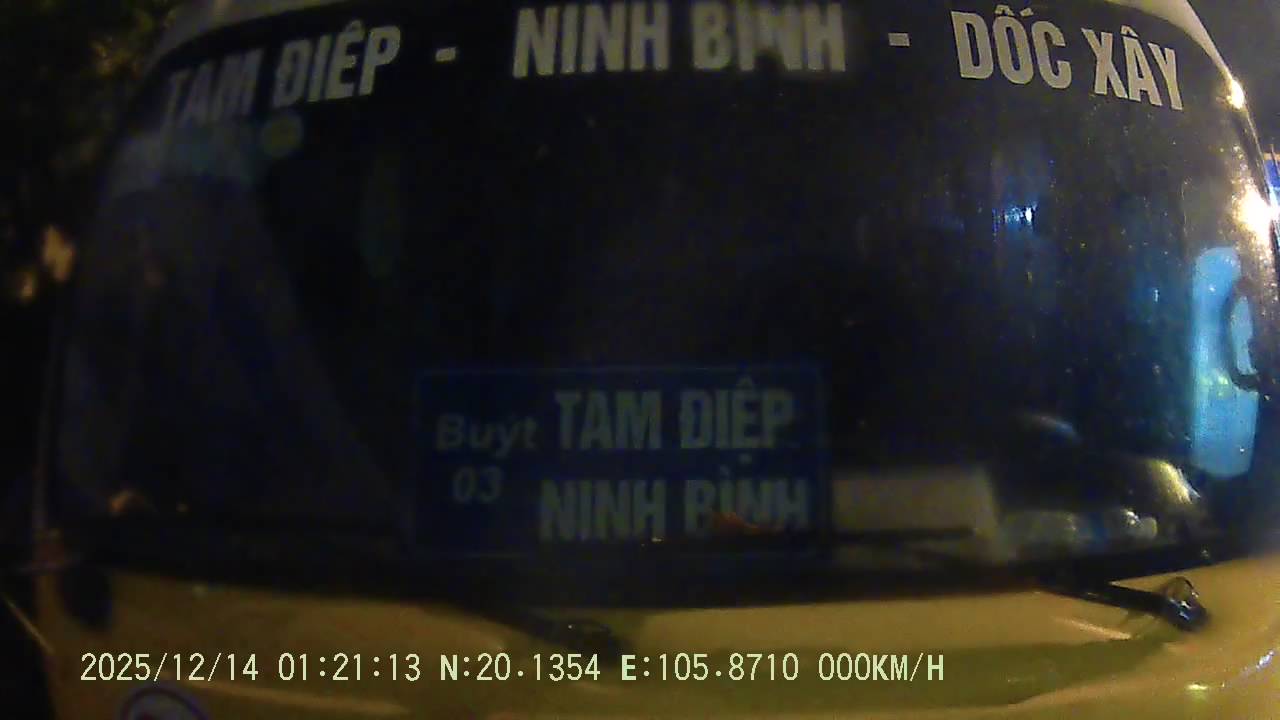 TAM ĐIỆP - NINH BÌNH - DỐC XÂY
Buýt 03
TAM ĐIỆP
NINH BÌNH
2025/12/14 01:21:13 N:20.1354 E:105.8710 000KM/H